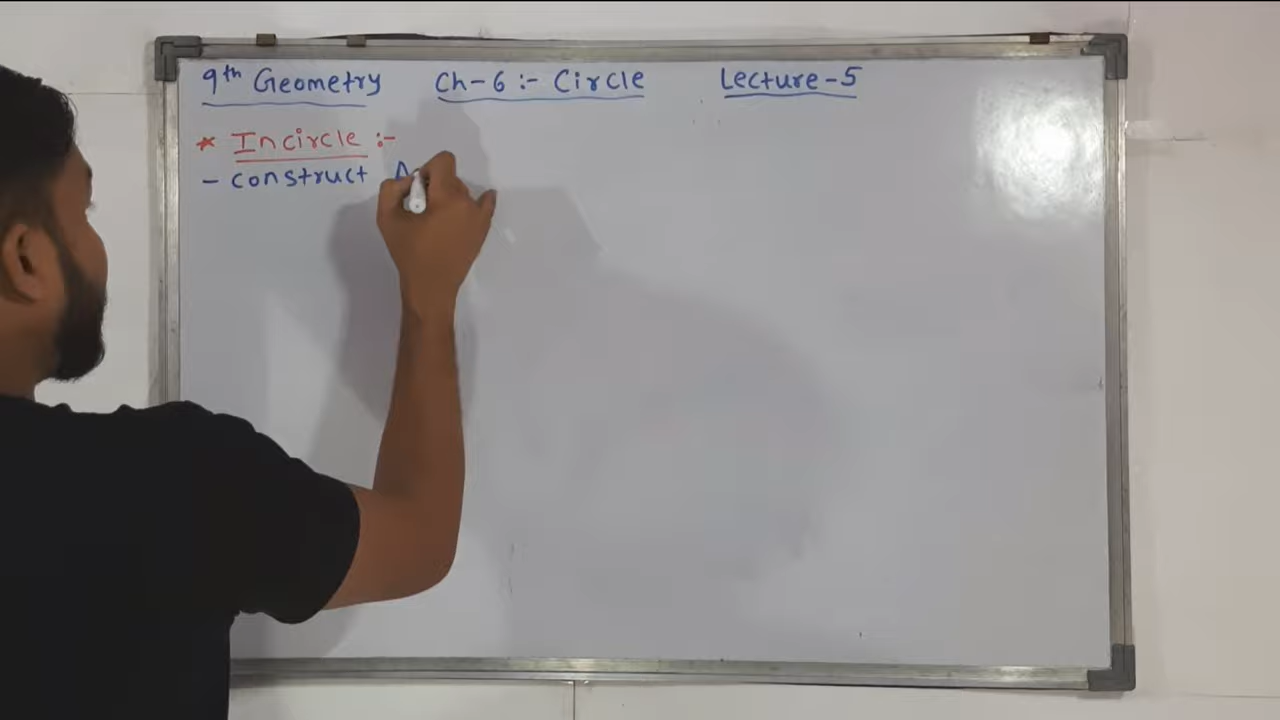 9th Geometry Ch-6 :- Circle Lecture-5
* Incircle :-
- construct